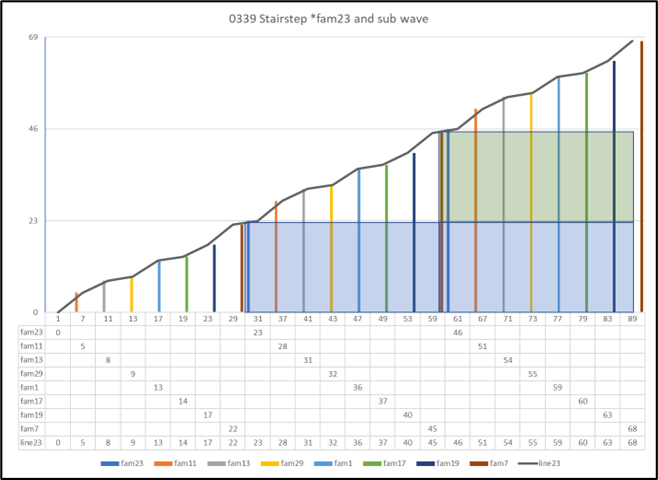 0339 Stairstep *fam23 and sub wave
69
46
23
0
1 7 11 13 17 19 23 29 31 37 41 43 47 49 53 59 61 67 71 73 77 79 83 89
fam23 0 23 46
fam11 5 28 51
fam13 8 31 54
fam29 9 32 55
fam1 13 36 59
fam17 14 37 60
fam19 17 40 63
fam7 22 45 68
line23 0 5 8 9 13 14 17 22 23 28 31 32 36 37 40 45 46 51 54 55 59 60 63 68
fam23 fam11 fam13 fam29 fam1 fam17 fam19 fam7 line23